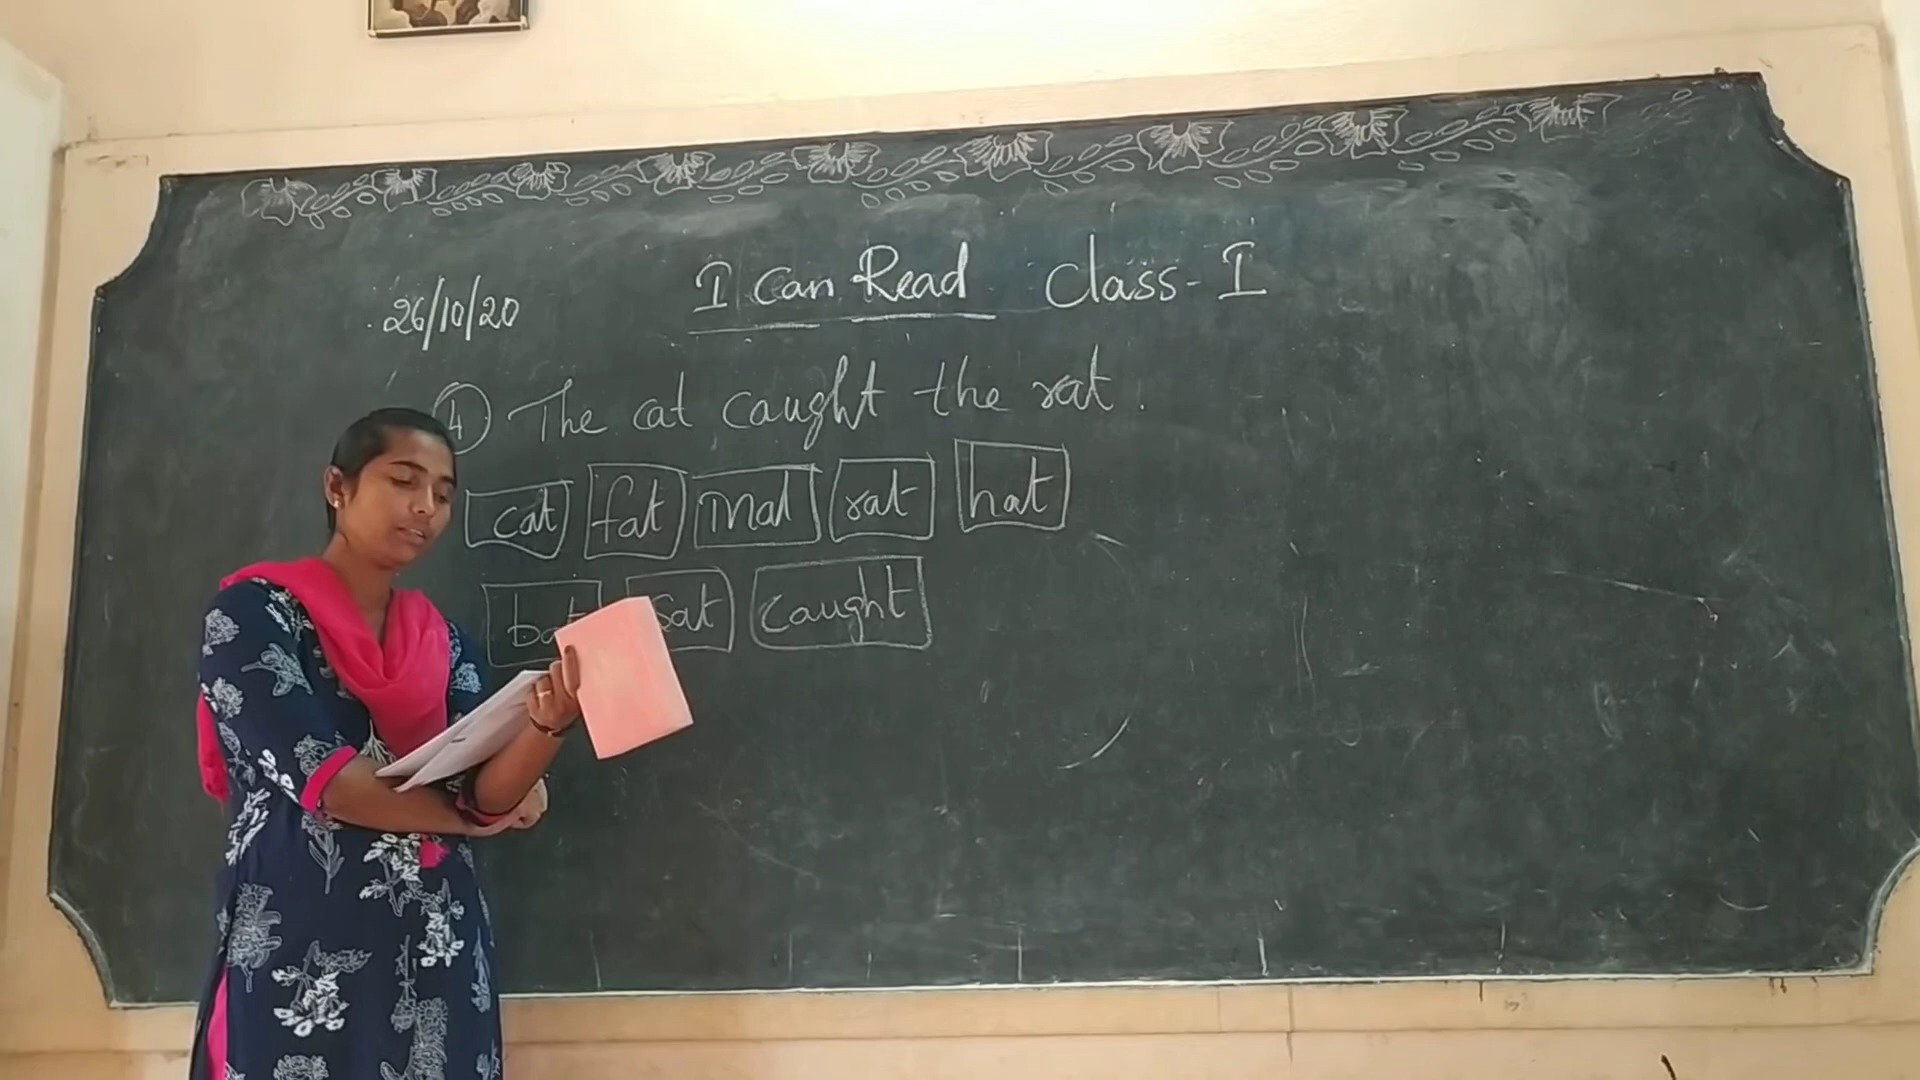 I Can Read Class-I
26/10/20
④ The cat caught the rat.
cat fat mat rat hat
bat sat caught